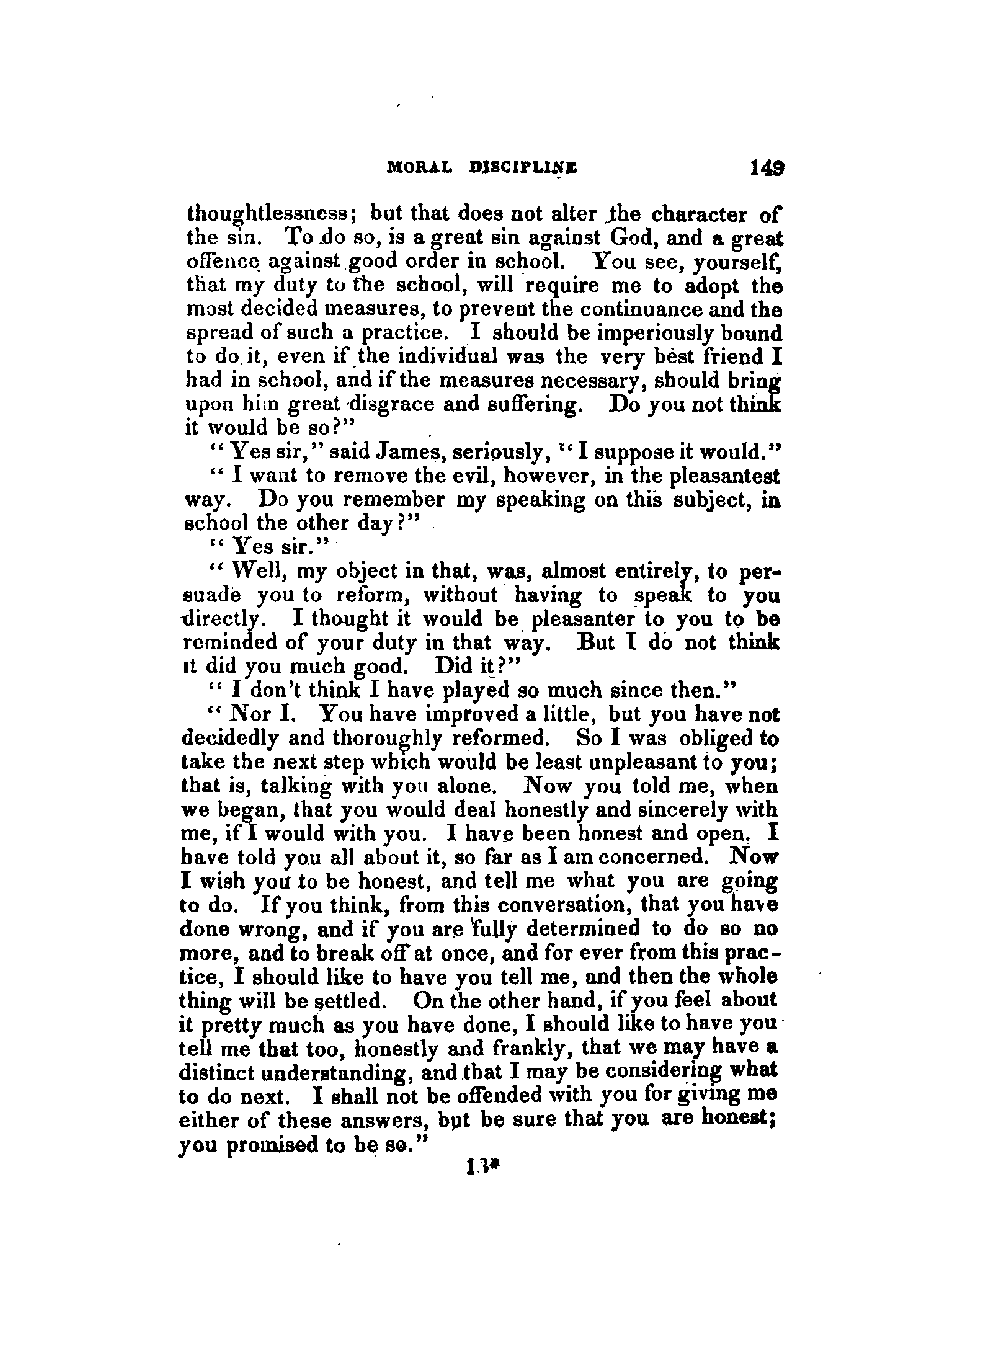 MORAL DISCIPLINE 149
thoughtlessness; but that does not alter the character of
the sin. To do so, is a great sin against God, and a great
offence against good order in school. You see, yourself,
that my duty to the school, will require me to adopt the
most decided measures, to prevent the continuance and the
spread of such a practice. I should be imperiously bound
to do it, even if the individual was the very best friend I
had in school, and if the measures necessary, should bring
upon him great disgrace and suffering. Do you not think
it would be so?"
"Yes sir," said James, seriously, "I suppose it would."
"I want to remove the evil, however, in the pleasantest
way. Do you remember my speaking on this subject, in
school the other day?"
"Yes sir."
"Well, my object in that, was, almost entirely, to per-
suade you to reform, without having to speak to you
directly. I thought it would be pleasanter to you to be
reminded of your duty in that way. But I do not think
it did you much good. Did it?"
"I don't think I have played so much since then."
"Nor I. You have improved a little, but you have not
decidedly and thoroughly reformed. So I was obliged to
take the next step which would be least unpleasant to you;
that is, talking with you alone. Now you told me, when
we began, that you would deal honestly and sincerely with
me, if I would with you. I have been honest and open. I
have told you all about it, so far as I am concerned. Now
I wish you to be honest, and tell me what you are going
to do. If you think, from this conversation, that you have
done wrong, and if you are fully determined to do so no
more, and to break off at once, and for ever from this prac-
tice, I should like to have you tell me, and then the whole
thing will be settled. On the other hand, if you feel about
it pretty much as you have done, I should like to have you
tell me that too, honestly and frankly, that we may have a
distinct understanding, and that I may be considering what
to do next. I shall not be offended with you for giving me
either of these answers, but be sure that you are honest;
you promised to be so."
13*